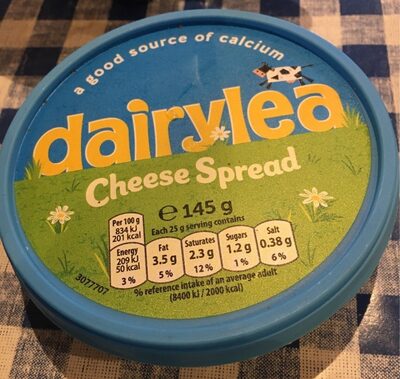 a good source of calcium
dairylea
Cheese Spread
e 145 g
Each 25 g serving contains
Per 100 g
834 kJ
201 kcal
Energy
209 kJ
50 kcal
3 %
Fat
3.5 g
5 %
Saturates
2.3 g
12 %
Sugars
1.2 g
1 %
Salt
0.38 g
6 %
% reference intake of an average adult
(8400 kJ / 2000 kcal)
3077707